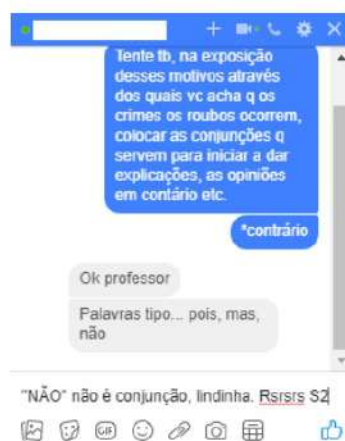 Tente tb, na exposição
desses motivos através
dos quais vc acha q os
crimes os roubos ocorrem,
colocar as conjunções q
servem para iniciar a dar
explicações, as opiniões
em contário etc.
*contrário
Ok professor
Palavras tipo... pois, mas,
não
"NÃO" não é conjunção, lindinha. Rsrsrs S2
GIF